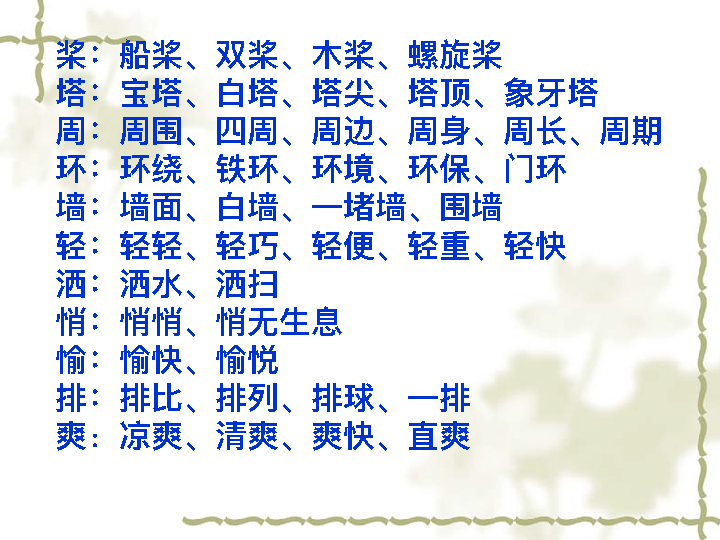 桨：船桨、双桨、木桨、螺旋桨
塔：宝塔、白塔、塔尖、塔顶、象牙塔
周：周围、四周、周边、周身、周长、周期
环：环绕、铁环、环境、环保、门环
墙：墙面、白墙、一堵墙、围墙
轻：轻轻、轻巧、轻便、轻重、轻快
洒：洒水、洒扫
悄：悄悄、悄无生息
愉：愉快、愉悦
排：排比、排列、排球、一排
爽：凉爽、清爽、爽快、直爽